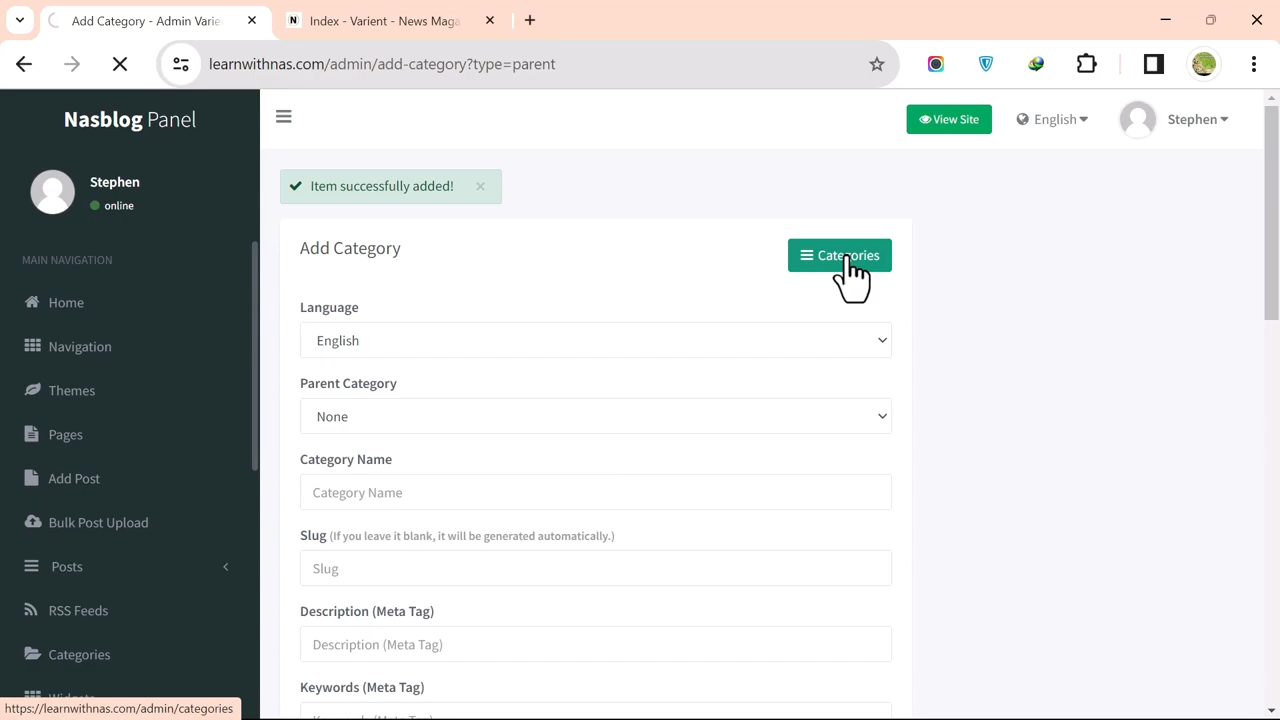 Add Category - Admin Varie
Index - Varient - News Maga
learnwithnas.com/admin/add-category?type=parent
Nasblog Panel
View Site
English
Stephen
Stephen
online
Item successfully added!
MAIN NAVIGATION
Add Category
Categories
Home
Language
English
Navigation
Parent Category
Themes
None
Pages
Category Name
Add Post
Category Name
Bulk Post Upload
Slug (If you leave it blank, it will be generated automatically.)
Posts
Slug
RSS Feeds
Description (Meta Tag)
Categories
Description (Meta Tag)
Keywords (Meta Tag)
Widgets
Keywords (Meta Tag)
https://learnwithnas.com/admin/categories